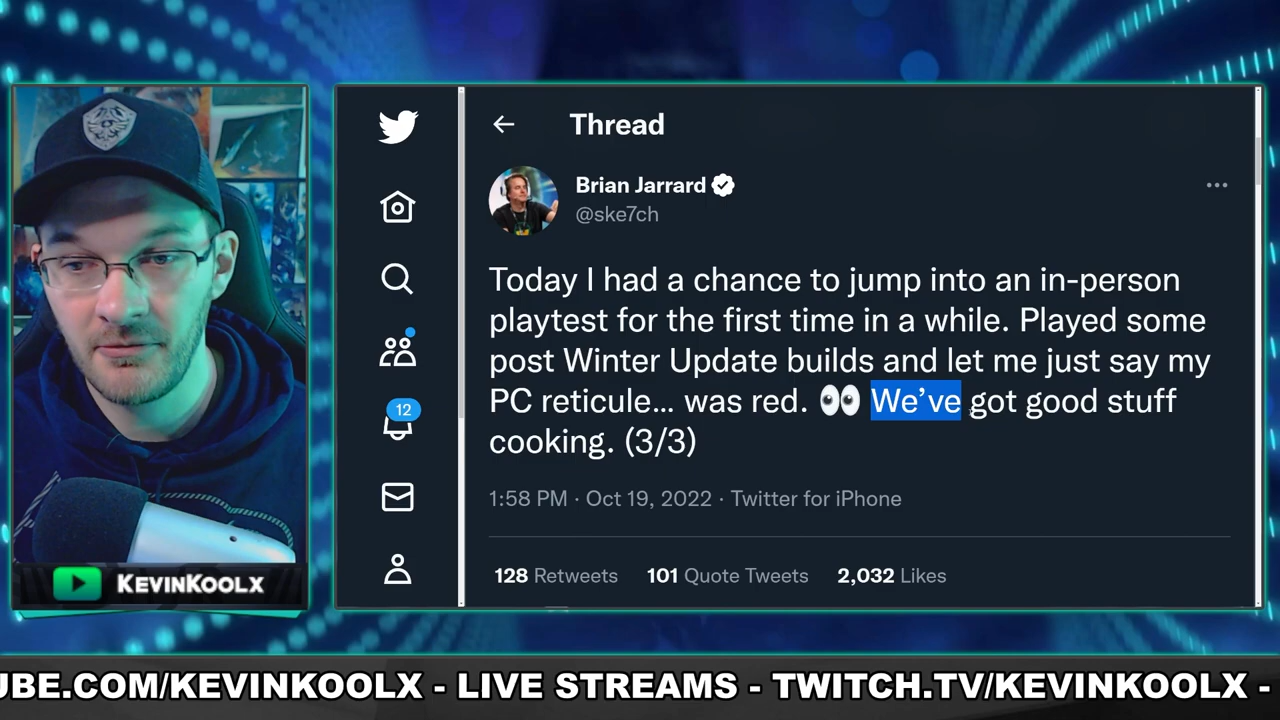 Thread
Brian Jarrard
@ske7ch
Today I had a chance to jump into an in-person
playtest for the first time in a while. Played some
post Winter Update builds and let me just say my
PC reticule... was red. 👀 We’ve got good stuff
cooking. (3/3)
1:58 PM · Oct 19, 2022 · Twitter for iPhone
128 Retweets 101 Quote Tweets 2,032 Likes
12
KEVINKOOLX
UBE.COM/KEVINKOOLX - LIVE STREAMS - TWITCH.TV/KEVINKOOLX -